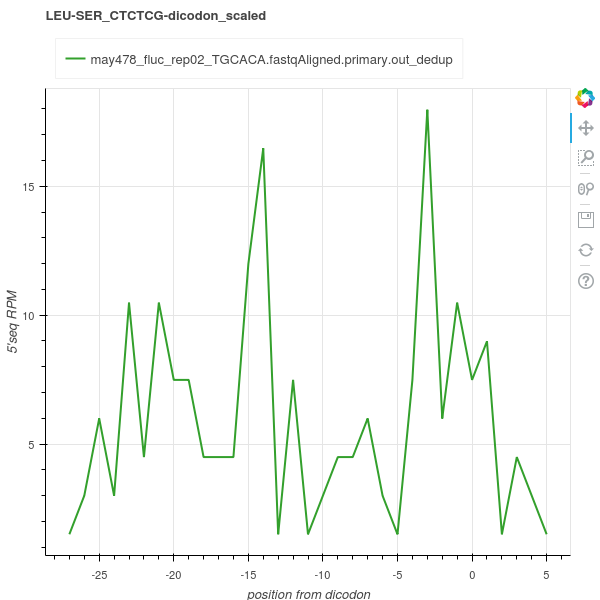 LEU-SER_CTCTCG-dicodon_scaled
may478_fluc_rep02_TGCACA.fastqAligned.primary.out_dedup
15
10
5
5'seq RPM
-25 -20 -15 -10 -5 0 5
position from dicodon